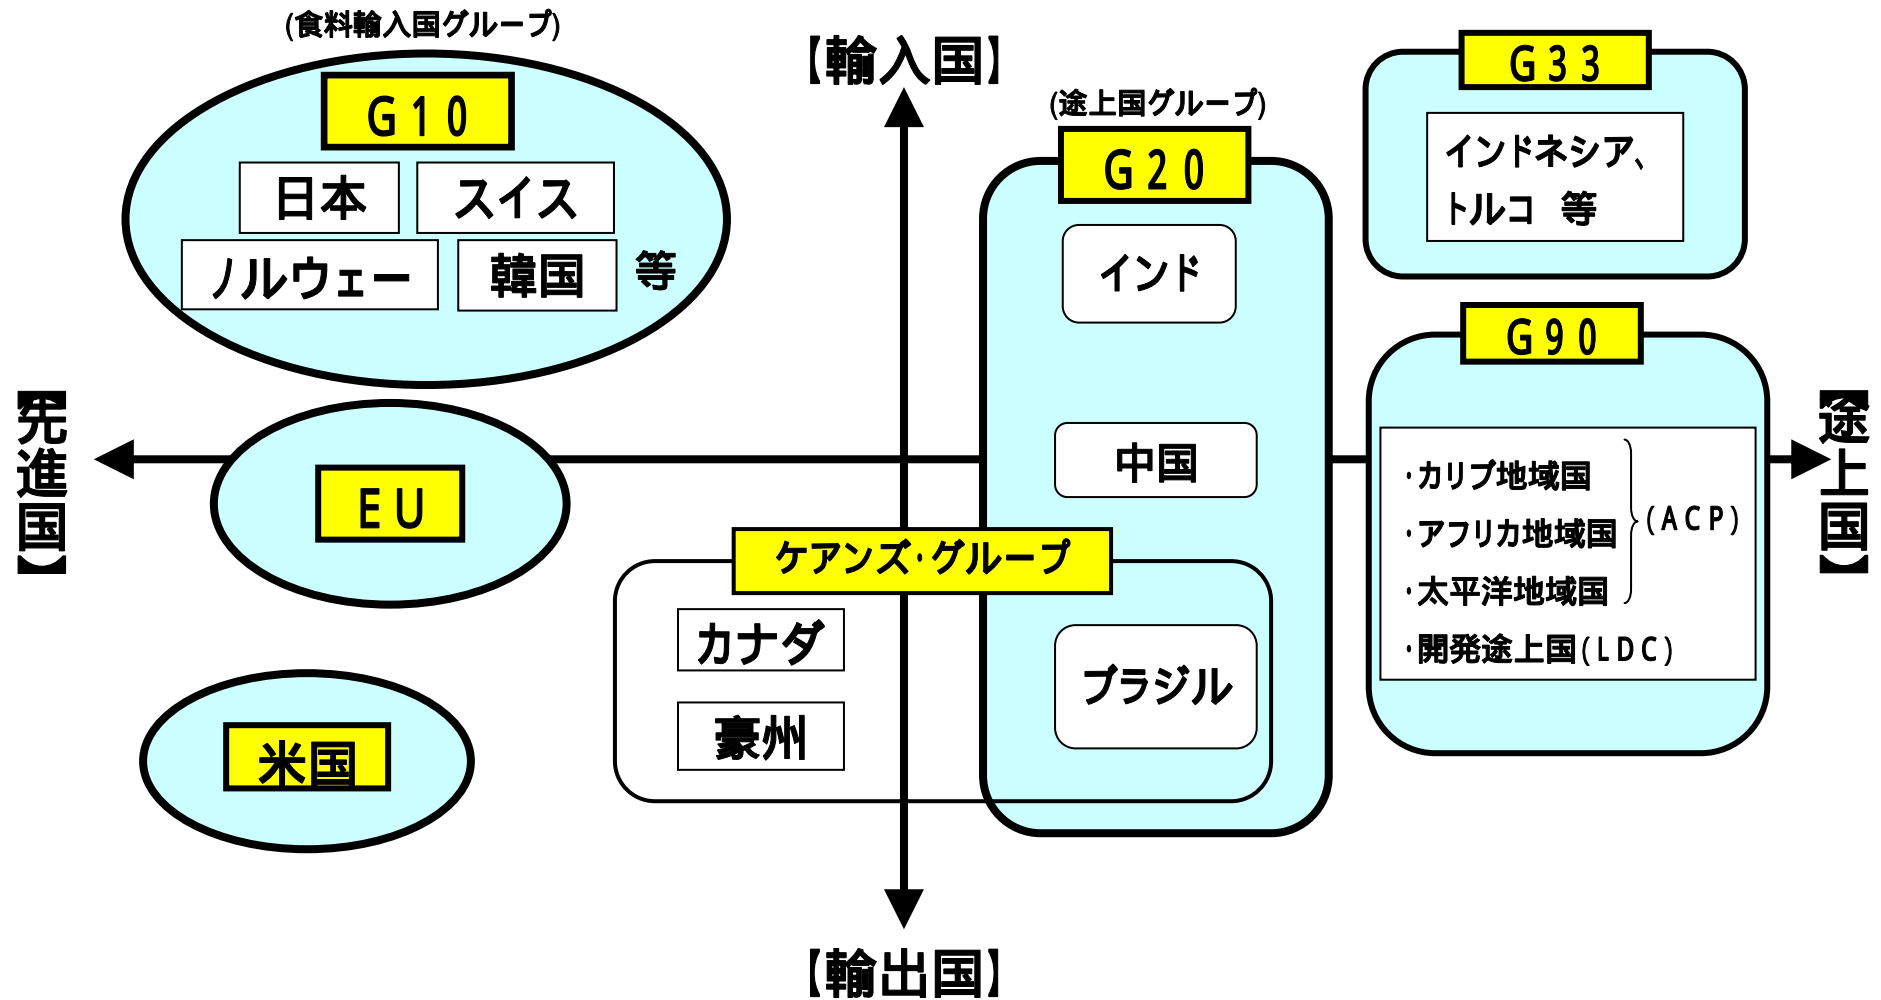 (食料輸入国グループ)
G10
日本
スイス
ノルウェー
韓国
等
【輸入国】
(途上国グループ)
G20
インド
中国
ブラジル
G33
インドネシア、
トルコ 等
G90
・カリブ地域国
・アフリカ地域国
・太平洋地域国
(ACP)
・開発途上国(LDC)
【先進国】
【途上国】
EU
ケアンズ・グループ
カナダ
豪州
米国
【輸出国】